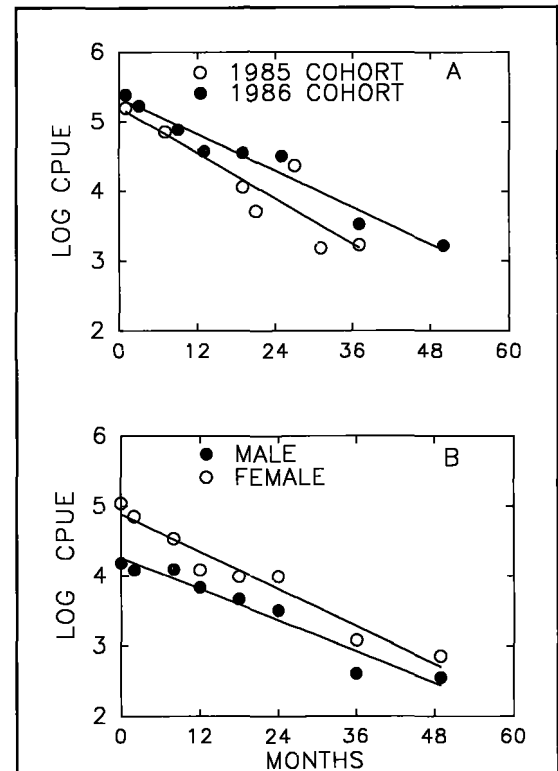 6
5
4
3
2
LOG CPUE
○ 1985 COHORT
● 1986 COHORT
A
0 12 24 36 48 60
6
5
4
3
2
LOG CPUE
● MALE
○ FEMALE
B
0 12 24 36 48 60
MONTHS